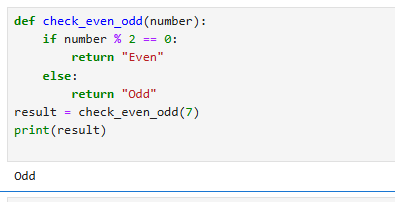 def check_even_odd(number):
    if number % 2 == 0:
        return "Even"
    else:
        return "Odd"
result = check_even_odd(7)
print(result)
Odd